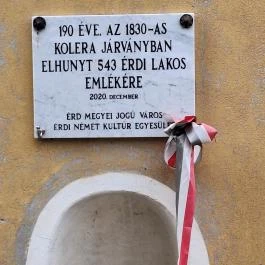 190 ÉVE, AZ 1830-AS
KOLERA JÁRVÁNYBAN
ELHUNYT 543 ÉRDI LAKOS
EMLÉKÉRE
2020. DECEMBER
ÉRD MEGYEI JOGÚ VÁROS
ÉRDI NÉMET KULTÚR EGYESÜLET